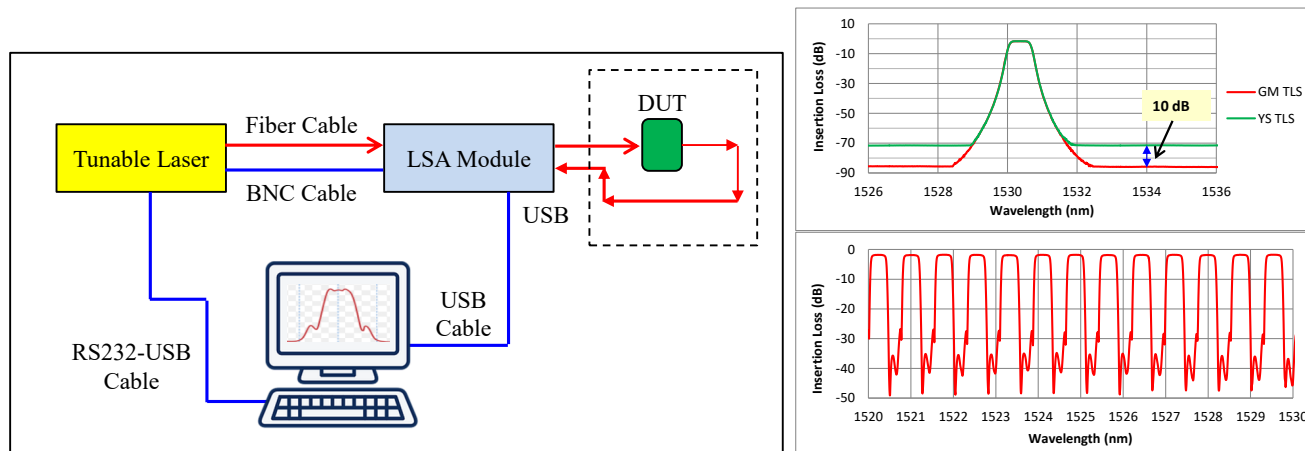 Tunable Laser
Fiber Cable
BNC Cable
LSA Module
DUT
USB
USB
Cable
RS232-USB
Cable
10
-10
-30
-50
-70
-90
Insertion Loss (dB)
1526
1528
1530
1532
1534
1536
Wavelength (nm)
10 dB
GM TLS
YS TLS
0
-10
-20
-30
-40
-50
Insertion Loss (dB)
1520
1521
1522
1523
1524
1525
1526
1527
1528
1529
1530
Wavelength (nm)